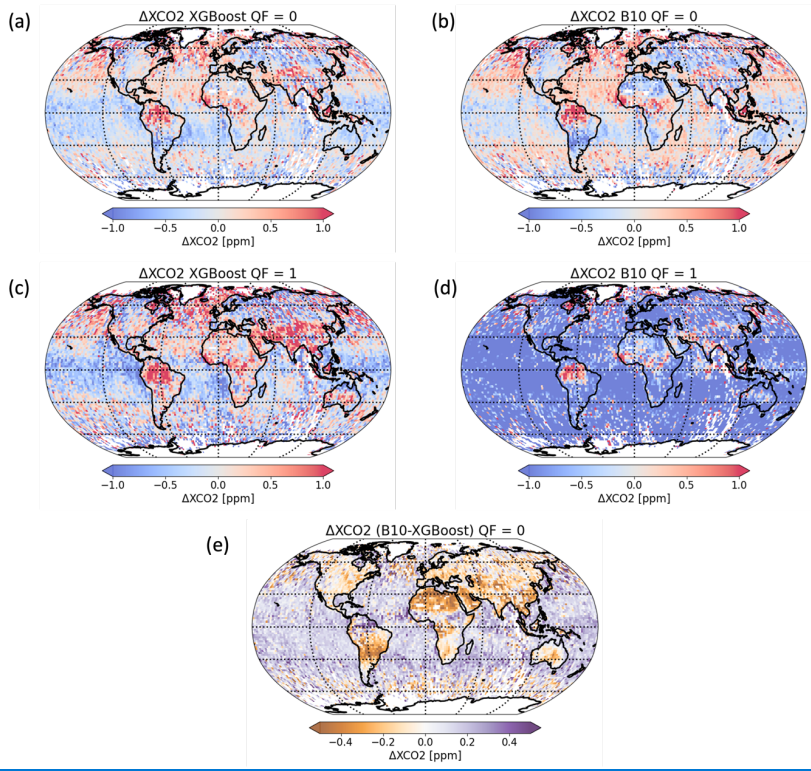 (a)
ΔXCO2 XGBoost QF = 0
−1.0 −0.5 0.0 0.5 1.0
ΔXCO2 [ppm]
(b)
ΔXCO2 B10 QF = 0
−1.0 −0.5 0.0 0.5 1.0
ΔXCO2 [ppm]
(c)
ΔXCO2 XGBoost QF = 1
−1.0 −0.5 0.0 0.5 1.0
ΔXCO2 [ppm]
(d)
ΔXCO2 B10 QF = 1
−1.0 −0.5 0.0 0.5 1.0
ΔXCO2 [ppm]
(e)
ΔXCO2 (B10-XGBoost) QF = 0
−0.4 −0.2 0.0 0.2 0.4
ΔXCO2 [ppm]